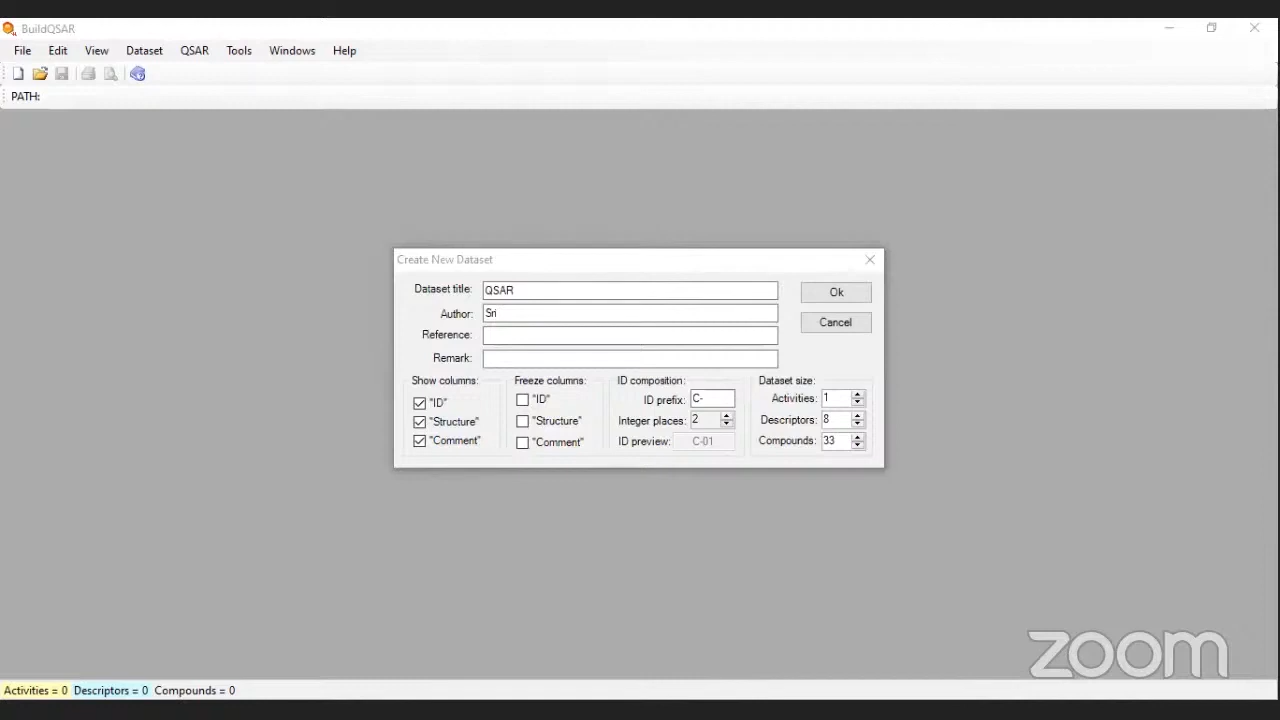 BuildQSAR
File Edit View Dataset QSAR Tools Windows Help
PATH:
Create New Dataset
Dataset title: QSAR Ok
Author: Sri
Reference: Cancel
Remark:
Show columns: Freeze columns: ID composition: Dataset size:
"ID" "ID" ID prefix: C- Activities: 1
"Structure" "Structure" Integer places: 2 Descriptors: 8
"Comment" "Comment" ID preview: C-01 Compounds: 33
zoom
Activities = 0 Descriptors = 0 Compounds = 0